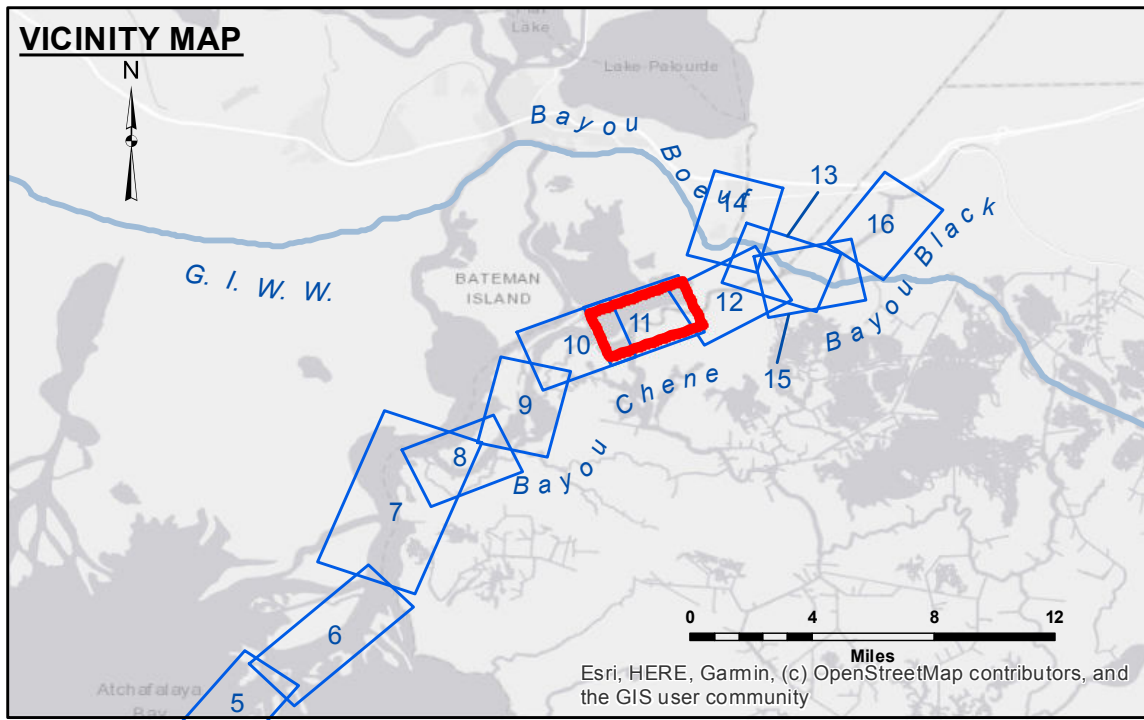 VICINITY MAP
N
Flat
Lake
Lake Palourde
Bayou
Boeuf
13
14
16
Bayou Black
G. I. W. W.
BATEMAN
ISLAND
12
11
10
15
Chene
9
8
Bayou
7
6
5
Atchafalaya
Bay
0 4 8 12
Miles
Esri, HERE, Garmin, (c) OpenStreetMap contributors, and
the GIS user community